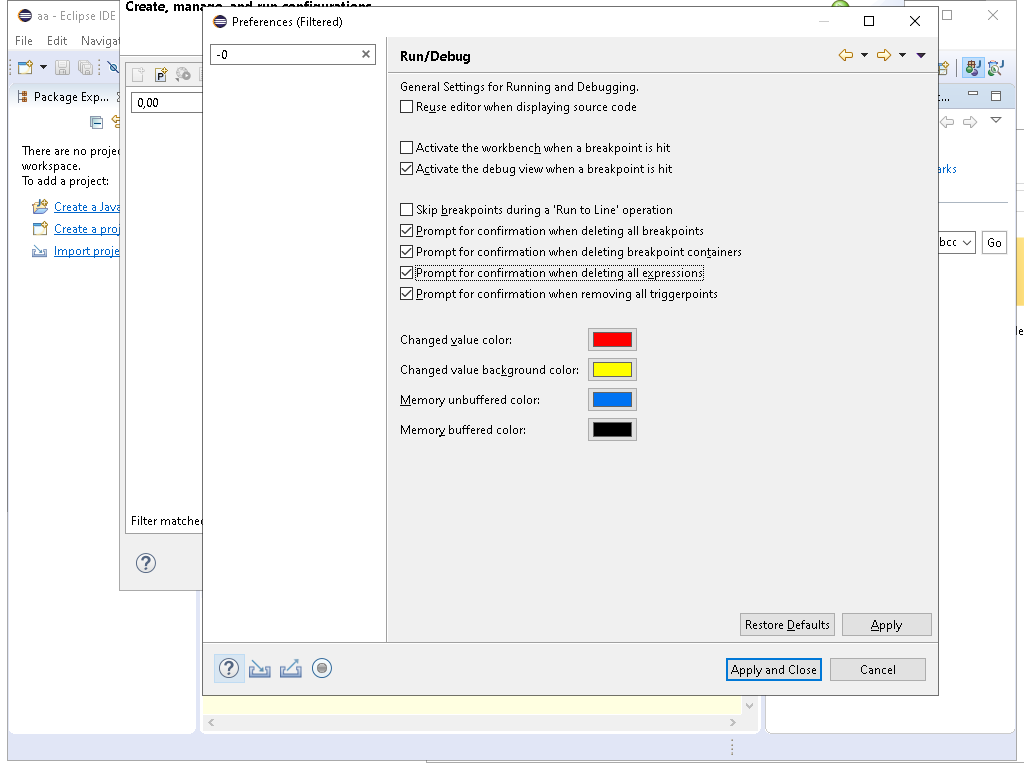 aa - Eclipse IDE
Create, manage, and run configurations
File Edit Navigat
Package Exp...
There are no proje
workspace.
To add a project:
Create a Java
Create a proj
Import proje
0,00
Filter matched
Preferences (Filtered)
-0
Run/Debug
General Settings for Running and Debugging.
Reuse editor when displaying source code
Activate the workbench when a breakpoint is hit
Activate the debug view when a breakpoint is hit
Skip breakpoints during a 'Run to Line' operation
Prompt for confirmation when deleting all breakpoints
Prompt for confirmation when deleting breakpoint containers
Prompt for confirmation when deleting all expressions
Prompt for confirmation when removing all triggerpoints
Changed value color:
Changed value background color:
Memory unbuffered color:
Memory buffered color:
Restore Defaults
Apply
Apply and Close
Cancel
arks
Go